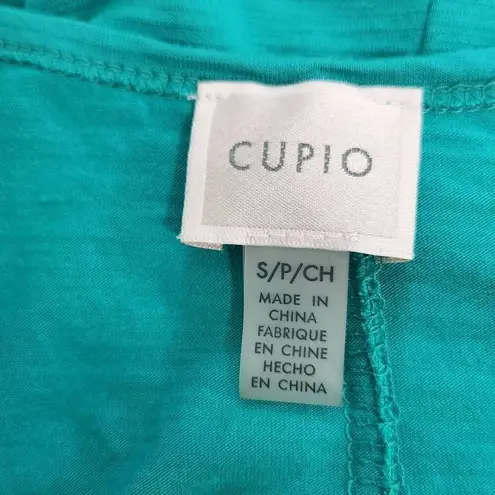 CUPIO
S/P/CH
MADE IN
CHINA
FABRIQUE
EN CHINE
HECHO
EN CHINA